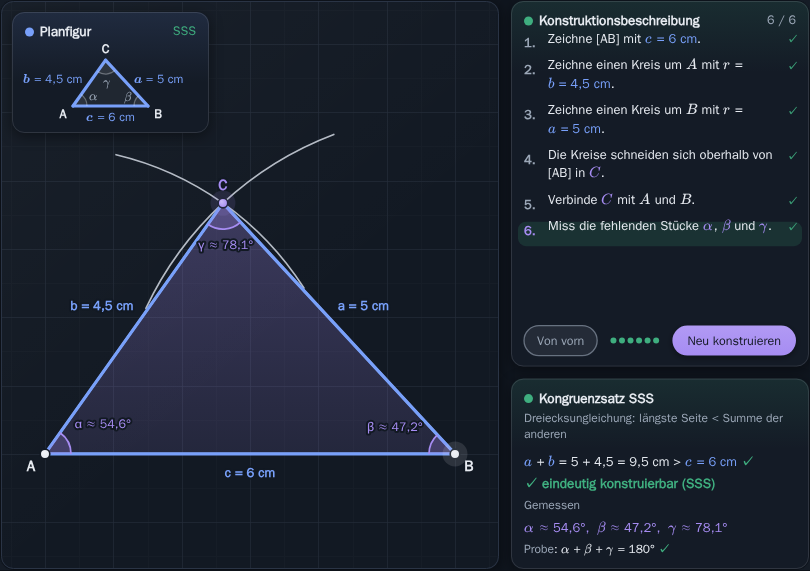 Planfigur SSS
C
b = 4,5 cm a = 5 cm
γ
α β
A B
c = 6 cm
C
γ ≈ 78,1°
b = 4,5 cm a = 5 cm
α ≈ 54,6° β ≈ 47,2°
A B
c = 6 cm
Konstruktionsbeschreibung 6 / 6
1. Zeichne [AB] mit c = 6 cm. ✓
2. Zeichne einen Kreis um A mit r = ✓
b = 4,5 cm.
3. Zeichne einen Kreis um B mit r = ✓
a = 5 cm.
4. Die Kreise schneiden sich oberhalb von ✓
[AB] in C.
5. Verbinde C mit A und B. ✓
6. Miss die fehlenden Stücke α, β und γ. ✓
Von vorn Neu konstruieren
Kongruenzsatz SSS
Dreiecksungleichung: längste Seite < Summe der
anderen
a + b = 5 + 4,5 = 9,5 cm > c = 6 cm ✓
✓ eindeutig konstruierbar (SSS)
Gemessen
α ≈ 54,6°, β ≈ 47,2°, γ ≈ 78,1°
Probe: α + β + γ = 180° ✓